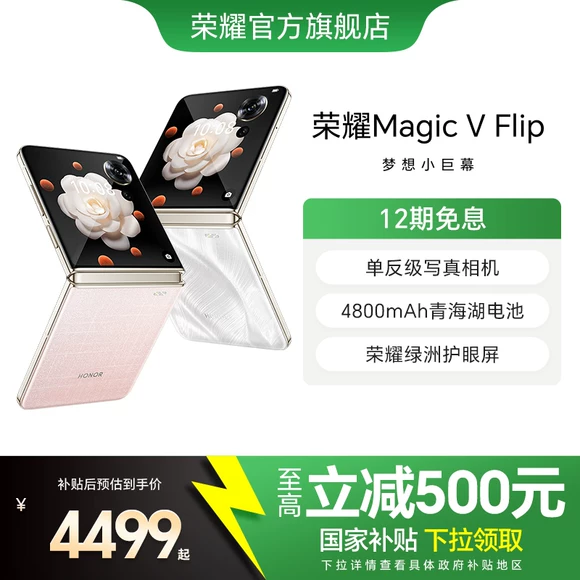 荣耀官方旗舰店
荣耀Magic V Flip
梦想小巨幕
12期免息
单反级写真相机
4800mAh青海湖电池
荣耀绿洲护眼屏
10:08
10:08
HONOR
补贴后预估到手价
¥4499起
至高立减500元
国家补贴 下拉领取
下拉详情查看具体政府补贴地区